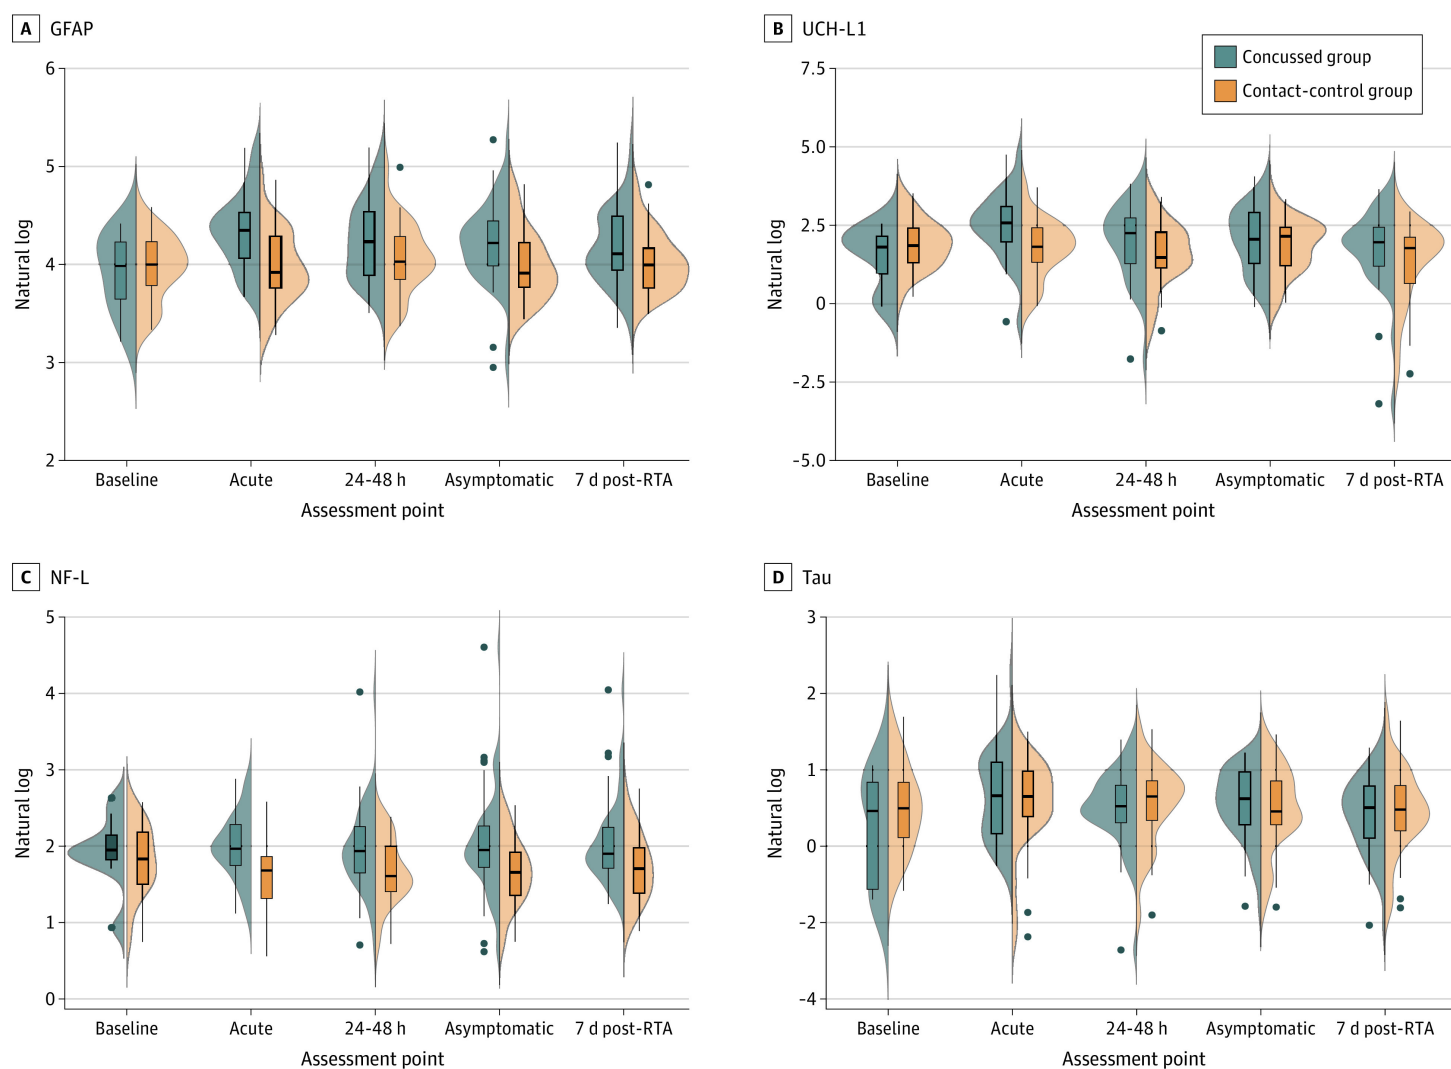 A GFAP
6
5
4
3
2
Natural log
Baseline Acute 24-48 h Asymptomatic 7 d post-RTA
Assessment point
B UCH-L1
Concussed group
Contact-control group
7.5
5.0
2.5
0
-2.5
-5.0
Natural log
Baseline Acute 24-48 h Asymptomatic 7 d post-RTA
Assessment point
C NF-L
5
4
3
2
1
0
Natural log
Baseline Acute 24-48 h Asymptomatic 7 d post-RTA
Assessment point
D Tau
3
2
1
0
-2
-4
Natural log
Baseline Acute 24-48 h Asymptomatic 7 d post-RTA
Assessment point